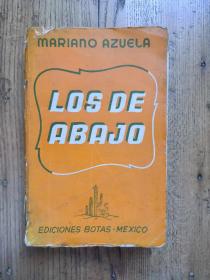 MARIANO AZUELA
LOS DE
ABAJO
EDICIONES BOTAS-MEXICO